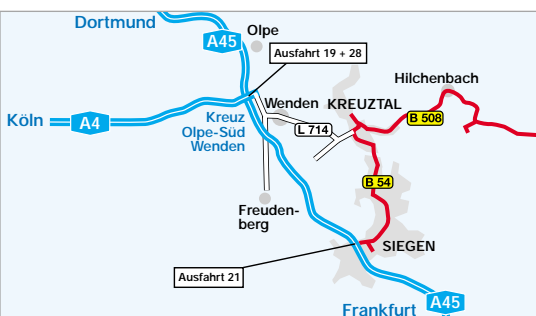 Dortmund
Olpe
A45
Ausfahrt 19 + 28
Hilchenbach
Wenden
KREUZTAL
Köln
A4
Kreuz
Olpe-Süd
Wenden
L 714
B 508
B 54
Freuden-
berg
SIEGEN
Ausfahrt 21
Frankfurt
A45